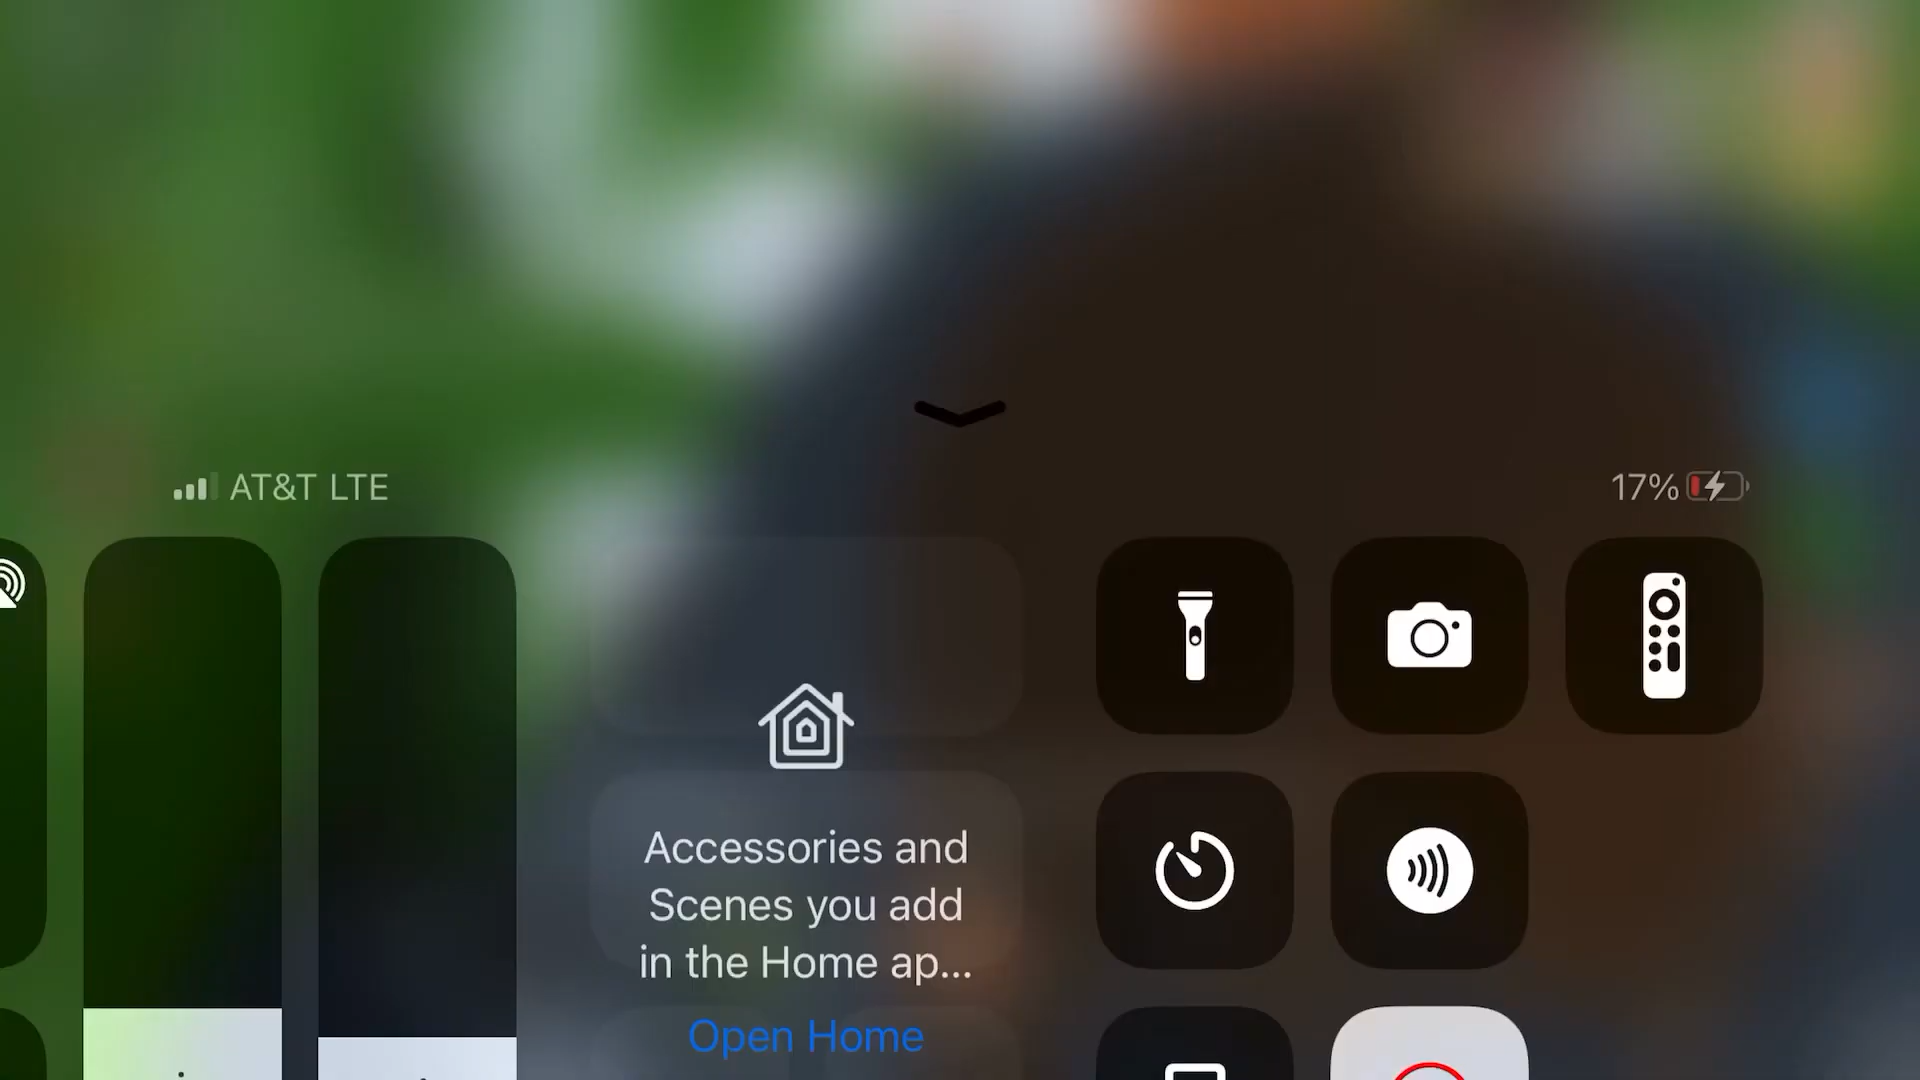 AT&T LTE
17%
Accessories and
Scenes you add
in the Home ap...
Open Home